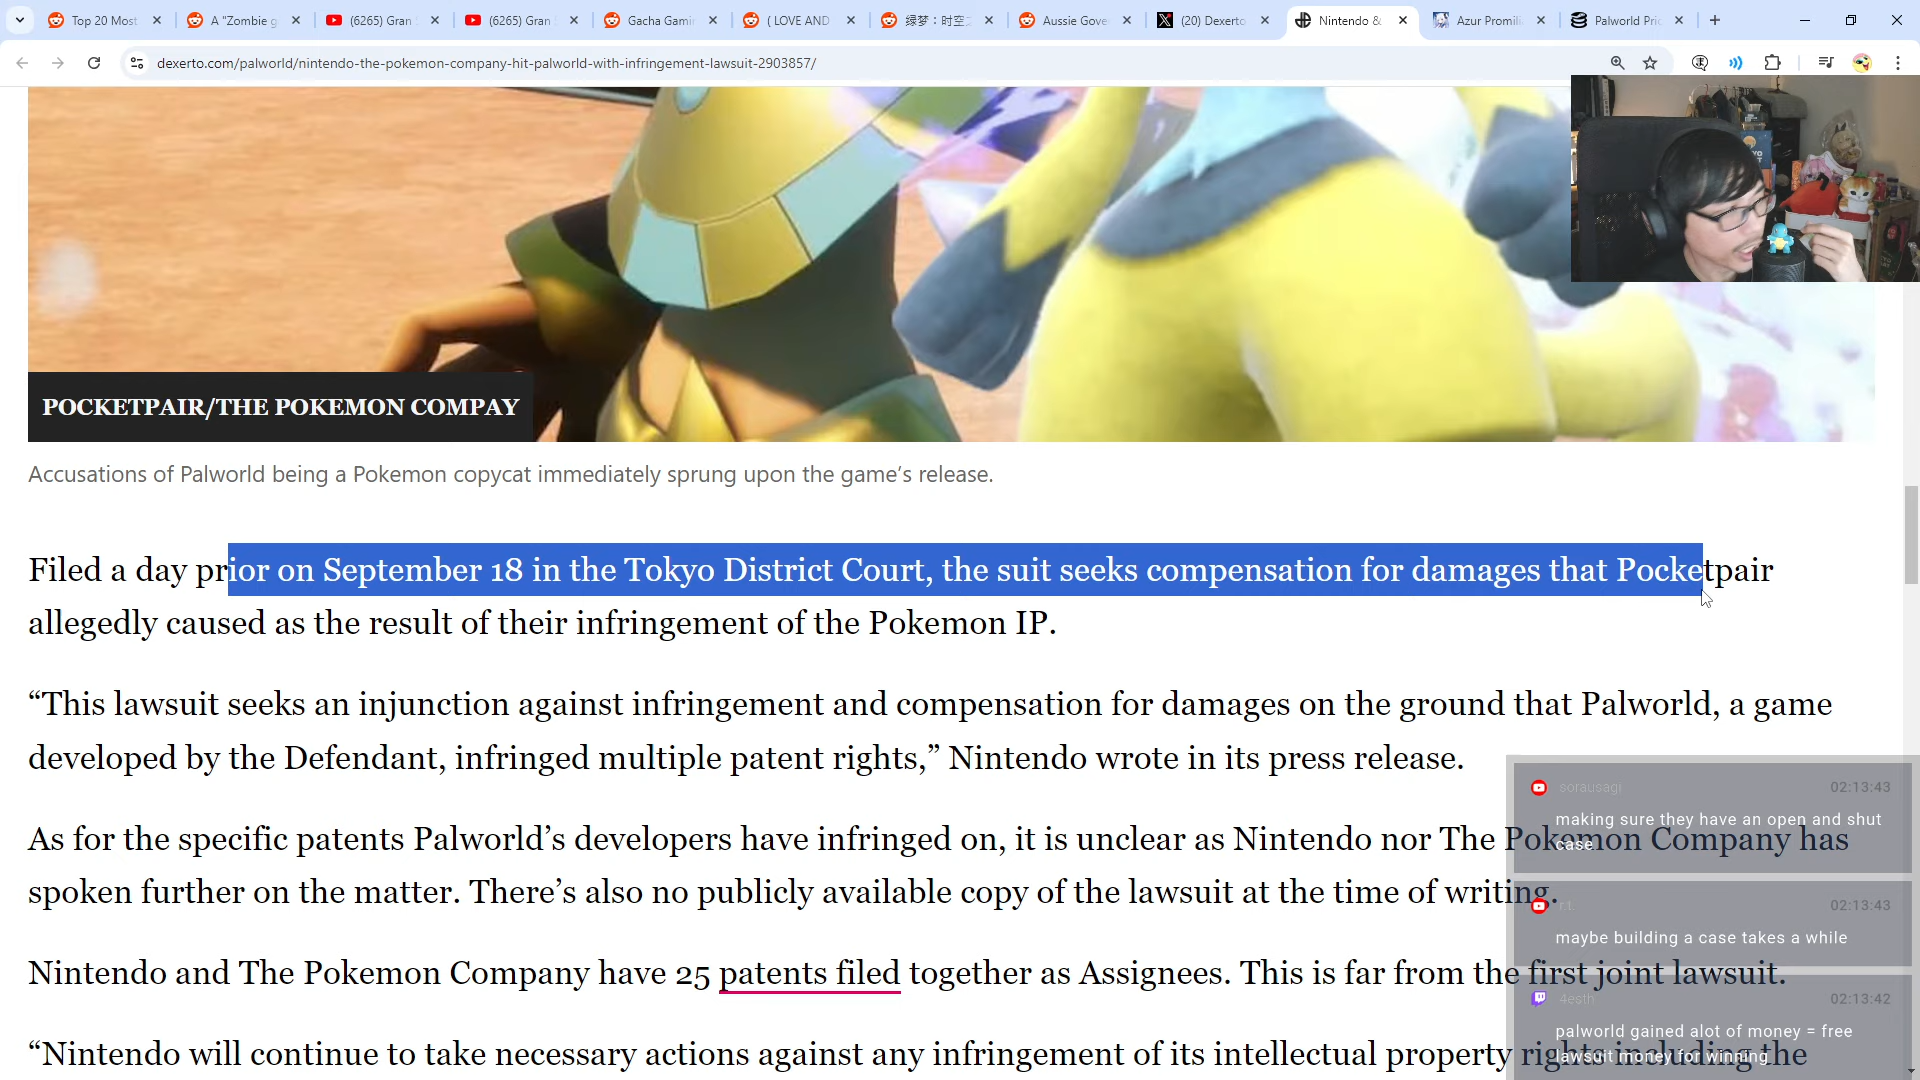 Top 20 Most
A "Zombie g
(6265) Gran
(6265) Gran
Gacha Gami
( LOVE AND
绿梦：时空之
Aussie Gove
(20) Dexerto
Nintendo &
Azur Promili
Palworld Pric
dexerto.com/palworld/nintendo-the-pokemon-company-hit-palworld-with-infringement-lawsuit-2903857/
POCKETPAIR/THE POKEMON COMPAY
Accusations of Palworld being a Pokemon copycat immediately sprung upon the game’s release.
Filed a day prior on September 18 in the Tokyo District Court, the suit seeks compensation for damages that Pocketpair
allegedly caused as the result of their infringement of the Pokemon IP.
“This lawsuit seeks an injunction against infringement and compensation for damages on the ground that Palworld, a game
developed by the Defendant, infringed multiple patent rights,” Nintendo wrote in its press release.
As for the specific patents Palworld’s developers have infringed on, it is unclear as Nintendo nor The Pokemon Company has
spoken further on the matter. There’s also no publicly available copy of the lawsuit at the time of writing.
Nintendo and The Pokemon Company have 25 patents filed together as Assignees. This is far from the first joint lawsuit.
“Nintendo will continue to take necessary actions against any infringement of its intellectual property rights including the
sorausagi 02:13:43
making sure they have an open and shut
case
r.t. 02:13:43
maybe building a case takes a while
4esth 02:13:42
palworld gained alot of money = free
lawsuit money for winning